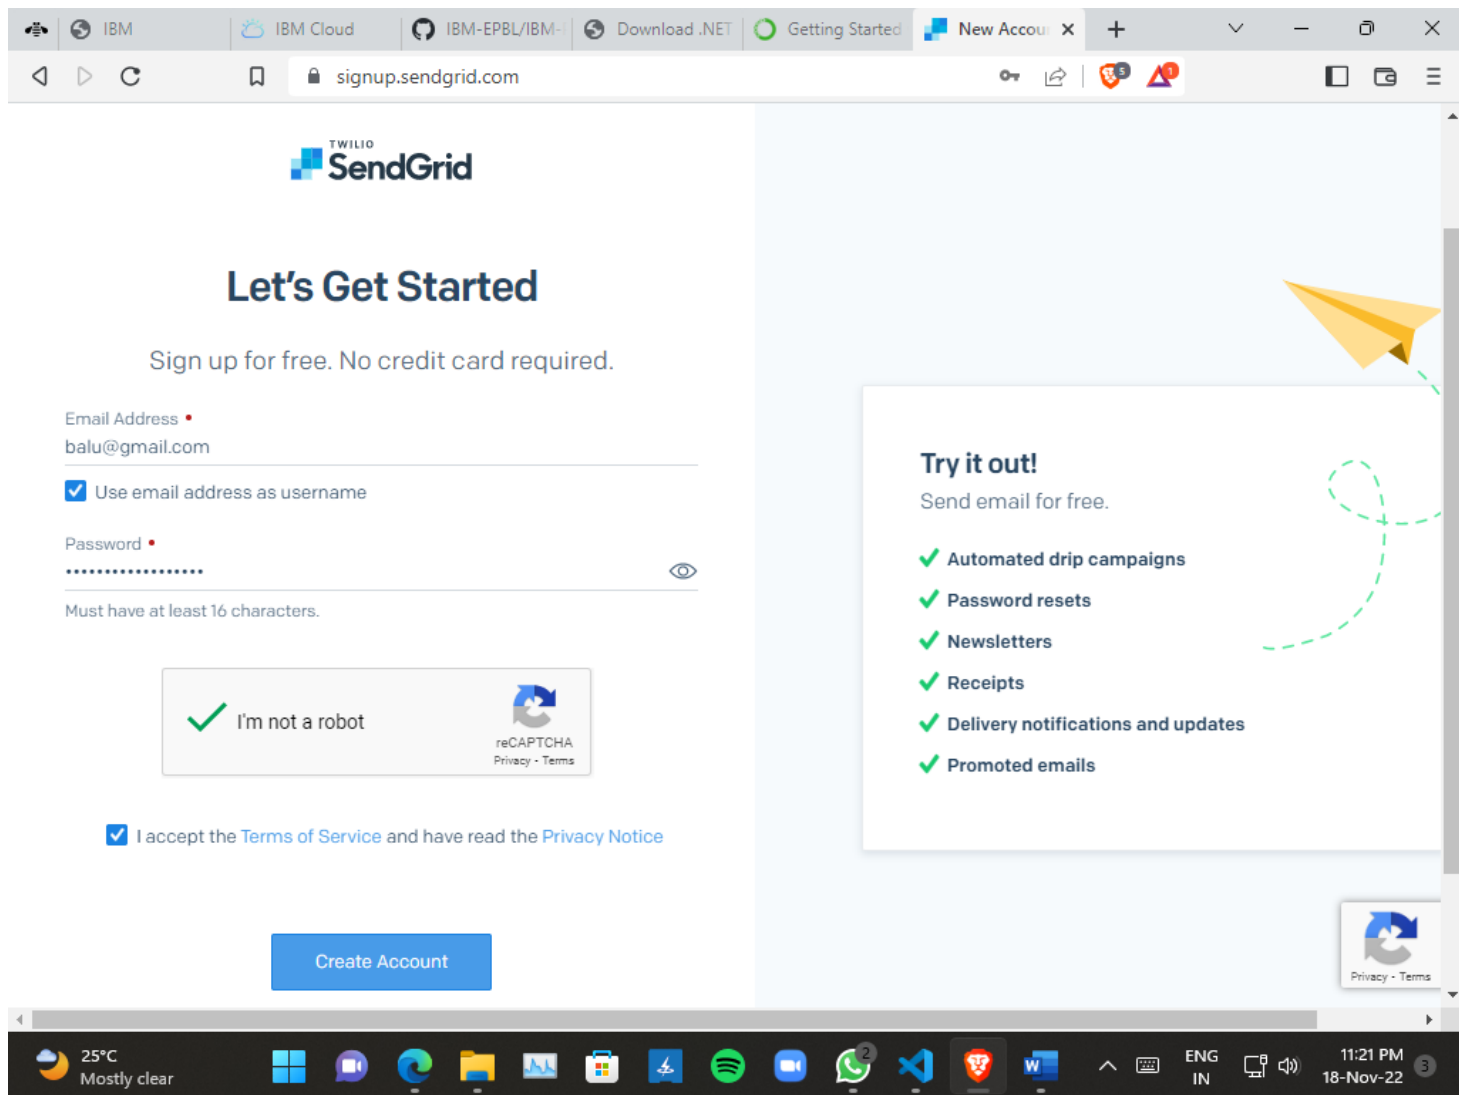 IBM
IBM Cloud
IBM-EPBL/IBM-
Download .NET
Getting Started
New Accou
signup.sendgrid.com
5
1
TWILIO
SendGrid
Let's Get Started
Sign up for free. No credit card required.
Email Address •
balu@gmail.com
Use email address as username
Password •
••••••••••••••••••
Must have at least 16 characters.
I'm not a robot
reCAPTCHA
Privacy - Terms
I accept the Terms of Service and have read the Privacy Notice
Create Account
Try it out!
Send email for free.
Automated drip campaigns
Password resets
Newsletters
Receipts
Delivery notifications and updates
Promoted emails
Privacy - Terms
25°C
Mostly clear
2
W
ENG
IN
11:21 PM
18-Nov-22
3